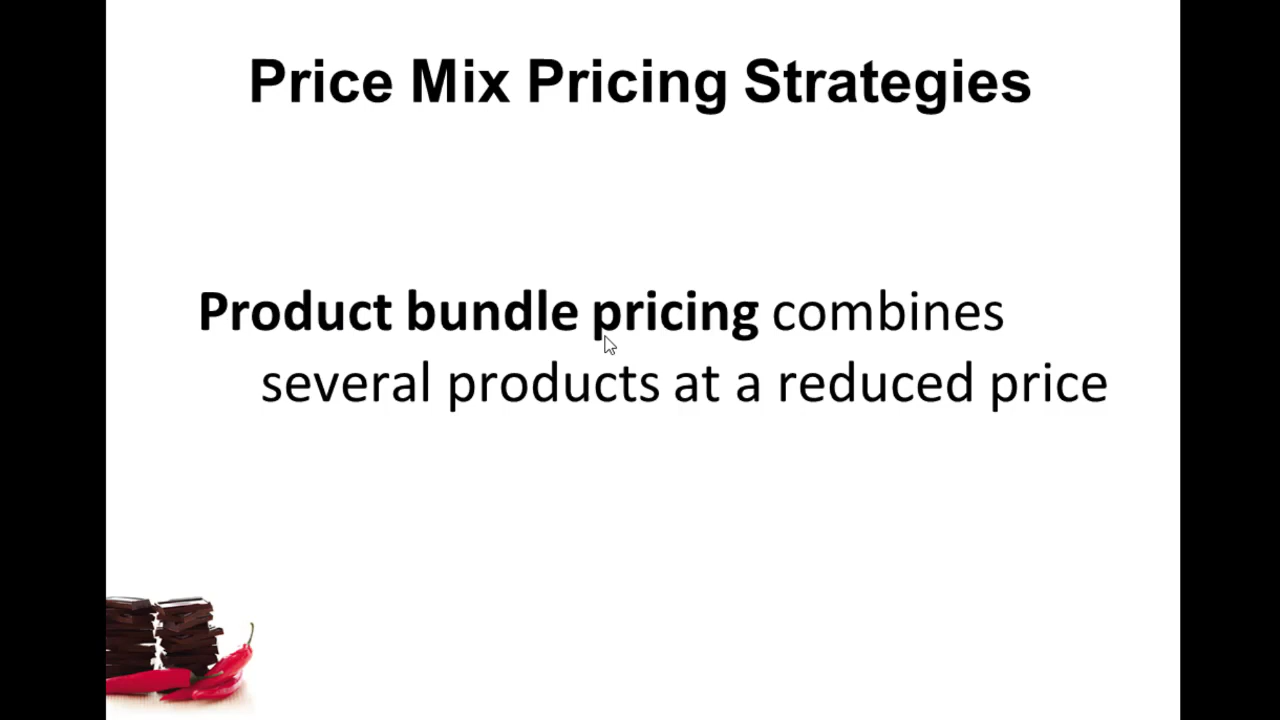 Price Mix Pricing Strategies
Product bundle pricing combines
several products at a reduced price